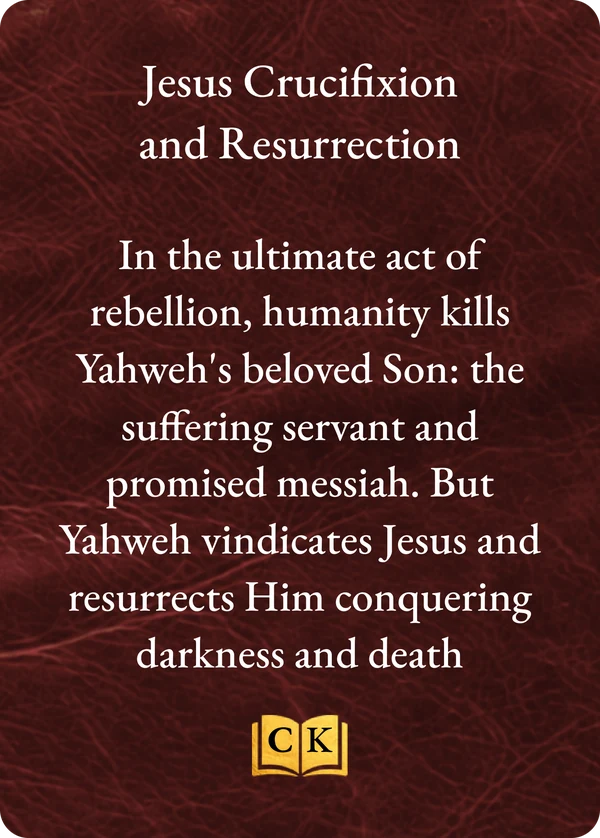 Jesus Crucifixion
and Resurrection
In the ultimate act of
rebellion, humanity kills
Yahweh's beloved Son: the
suffering servant and
promised messiah. But
Yahweh vindicates Jesus and
resurrects Him conquering
darkness and death
C K